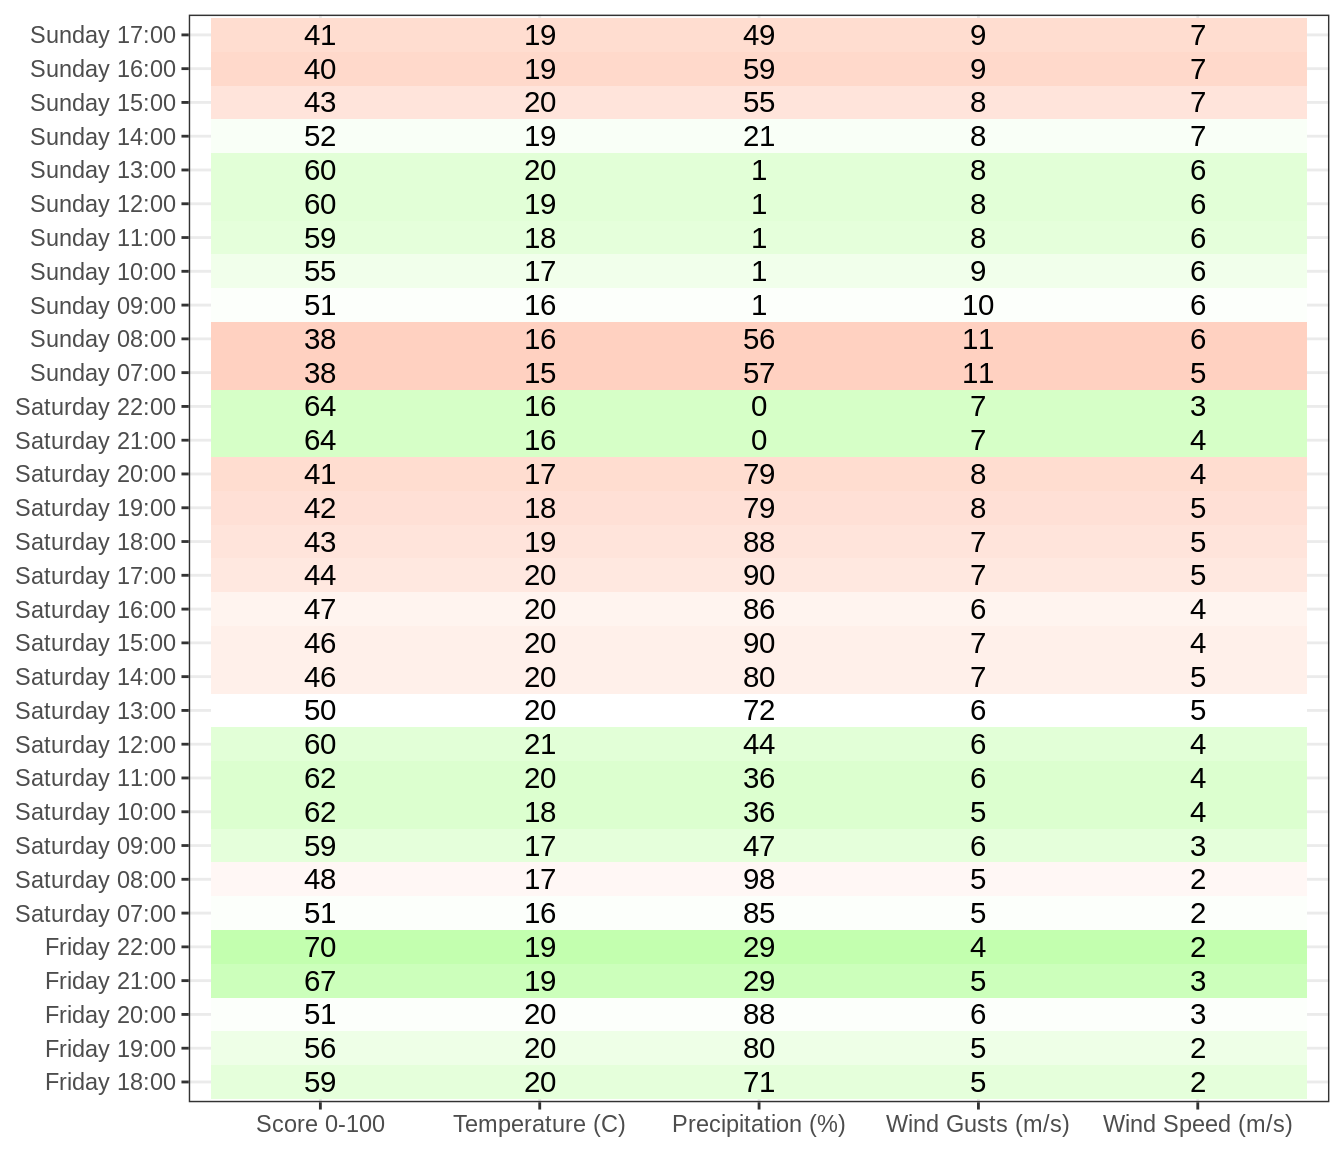 Sunday 17:00 41 19 49 9 7
Sunday 16:00 40 19 59 9 7
Sunday 15:00 43 20 55 8 7
Sunday 14:00 52 19 21 8 7
Sunday 13:00 60 20 1 8 6
Sunday 12:00 60 19 1 8 6
Sunday 11:00 59 18 1 8 6
Sunday 10:00 55 17 1 9 6
Sunday 09:00 51 16 1 10 6
Sunday 08:00 38 16 56 11 6
Sunday 07:00 38 15 57 11 5
Saturday 22:00 64 16 0 7 3
Saturday 21:00 64 16 0 7 4
Saturday 20:00 41 17 79 8 4
Saturday 19:00 42 18 79 8 5
Saturday 18:00 43 19 88 7 5
Saturday 17:00 44 20 90 7 5
Saturday 16:00 47 20 86 6 4
Saturday 15:00 46 20 90 7 4
Saturday 14:00 46 20 80 7 5
Saturday 13:00 50 20 72 6 5
Saturday 12:00 60 21 44 6 4
Saturday 11:00 62 20 36 6 4
Saturday 10:00 62 18 36 5 4
Saturday 09:00 59 17 47 6 3
Saturday 08:00 48 17 98 5 2
Saturday 07:00 51 16 85 5 2
Friday 22:00 70 19 29 4 2
Friday 21:00 67 19 29 5 3
Friday 20:00 51 20 88 6 3
Friday 19:00 56 20 80 5 2
Friday 18:00 59 20 71 5 2
Score 0-100 Temperature (C) Precipitation (%) Wind Gusts (m/s) Wind Speed (m/s)